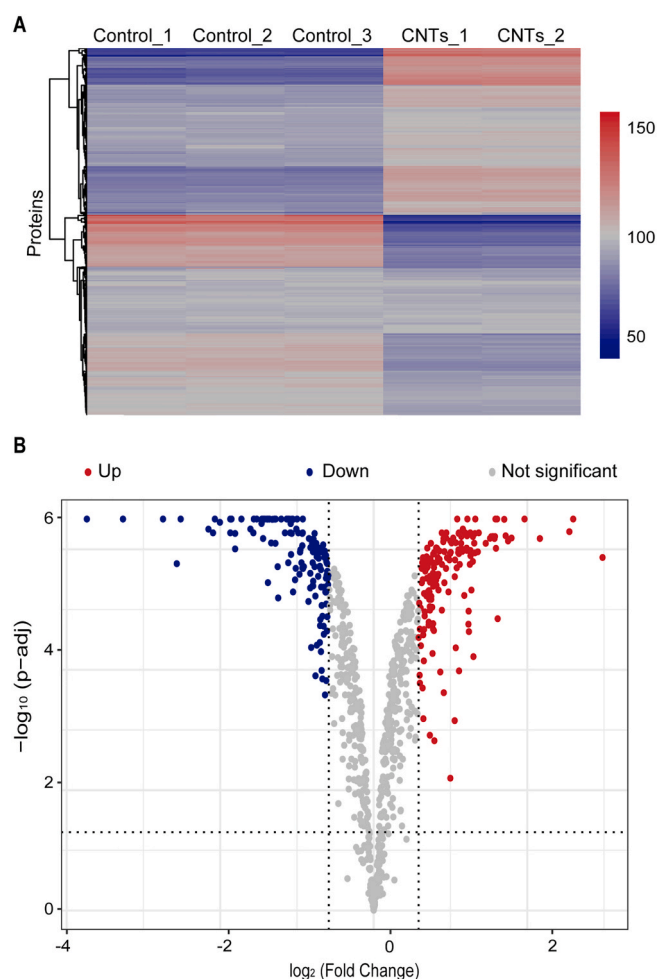 A
Control_1 Control_2 Control_3 CNTs_1 CNTs_2
Proteins
150
100
50
B
Up Down Not significant
6
4
2
0
−log₁₀ (p−adj)
-4 -2 0 2
log₂ (Fold Change)